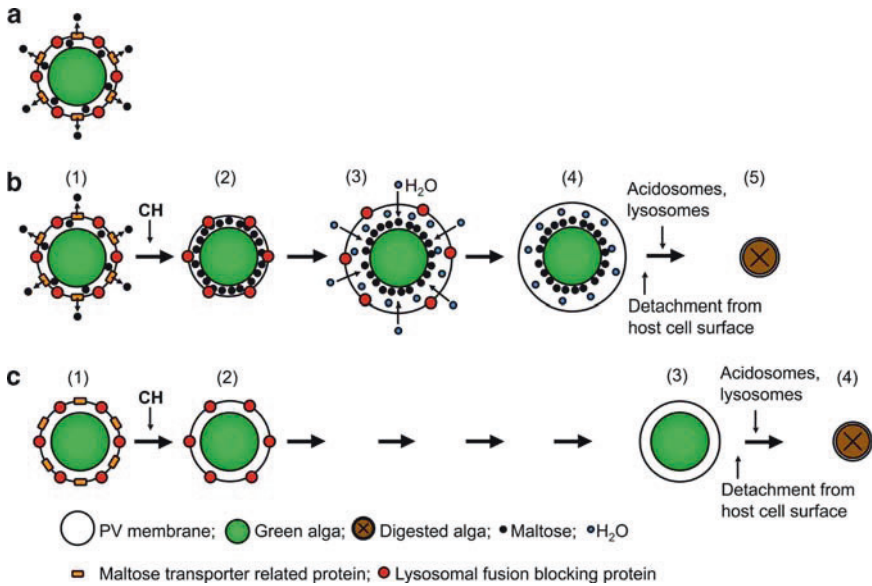 a
b
(1)
CH
(2)
(3)
H2O
(4)
Acidosomes,
lysosomes
(5)
Detachment from
host cell surface
c
(1)
CH
(2)
(3)
Acidosomes,
lysosomes
(4)
Detachment from
host cell surface
PV membrane; Green alga; Digested alga; Maltose; H2O
Maltose transporter related protein; Lysosomal fusion blocking protein